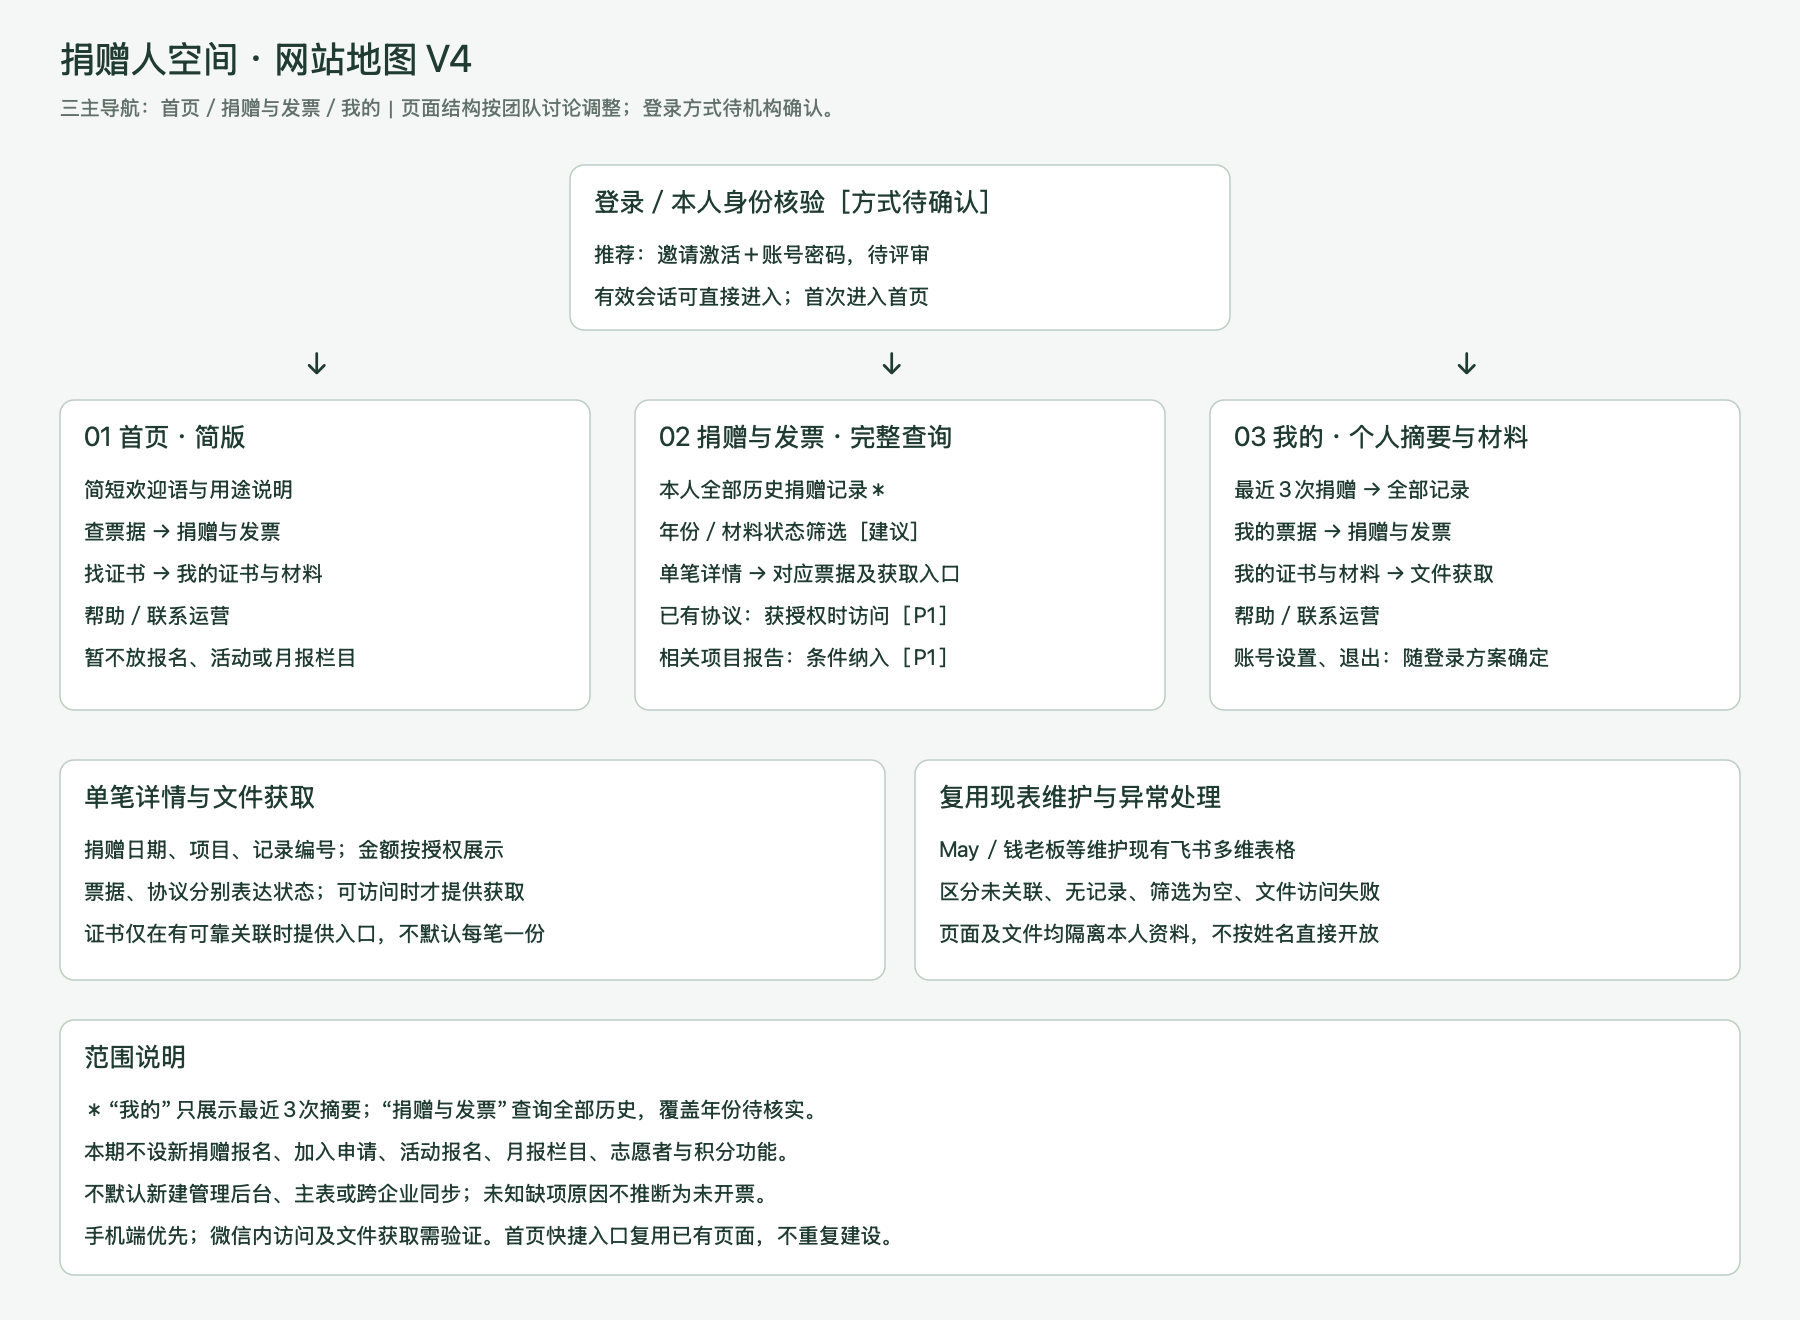 捐赠人空间 · 网站地图 V4
三主导航：首页 / 捐赠与发票 / 我的 | 页面结构按团队讨论调整；登录方式待机构确认。
登录 / 本人身份核验［方式待确认］
推荐：邀请激活＋账号密码，待评审
有效会话可直接进入；首次进入首页
↓
↓
↓
01 首页 · 简版
简短欢迎语与用途说明
查票据 → 捐赠与发票
找证书 → 我的证书与材料
帮助 / 联系运营
暂不放报名、活动或月报栏目
02 捐赠与发票 · 完整查询
本人全部历史捐赠记录＊
年份 / 材料状态筛选［建议］
单笔详情 → 对应票据及获取入口
已有协议：获授权时访问［P1］
相关项目报告：条件纳入［P1］
03 我的 · 个人摘要与材料
最近 3 次捐赠 → 全部记录
我的票据 → 捐赠与发票
我的证书与材料 → 文件获取
帮助 / 联系运营
账号设置、退出：随登录方案确定
单笔详情与文件获取
捐赠日期、项目、记录编号；金额按授权展示
票据、协议分别表达状态；可访问时才提供获取
证书仅在有可靠关联时提供入口，不默认每笔一份
复用现表维护与异常处理
May / 钱老板等维护现有飞书多维表格
区分未关联、无记录、筛选为空、文件访问失败
页面及文件均隔离本人资料，不按姓名直接开放
范围说明
＊“我的”只展示最近 3 次摘要；“捐赠与发票”查询全部历史，覆盖年份待核实。
本期不设新捐赠报名、加入申请、活动报名、月报栏目、志愿者与积分功能。
不默认新建管理后台、主表或跨企业同步；未知缺项原因不推断为未开票。
手机端优先；微信内访问及文件获取需验证。首页快捷入口复用已有页面，不重复建设。